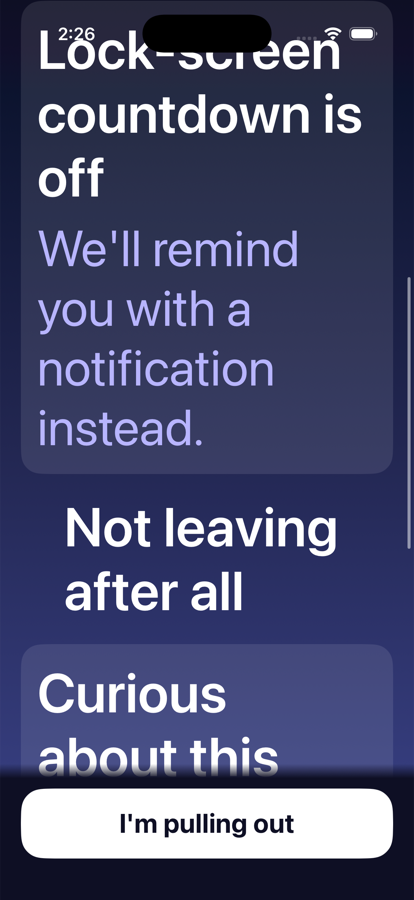 2:26
Lock-screen
countdown is
off
We'll remind
you with a
notification
instead.
Not leaving
after all
Curious
about this
I'm pulling out